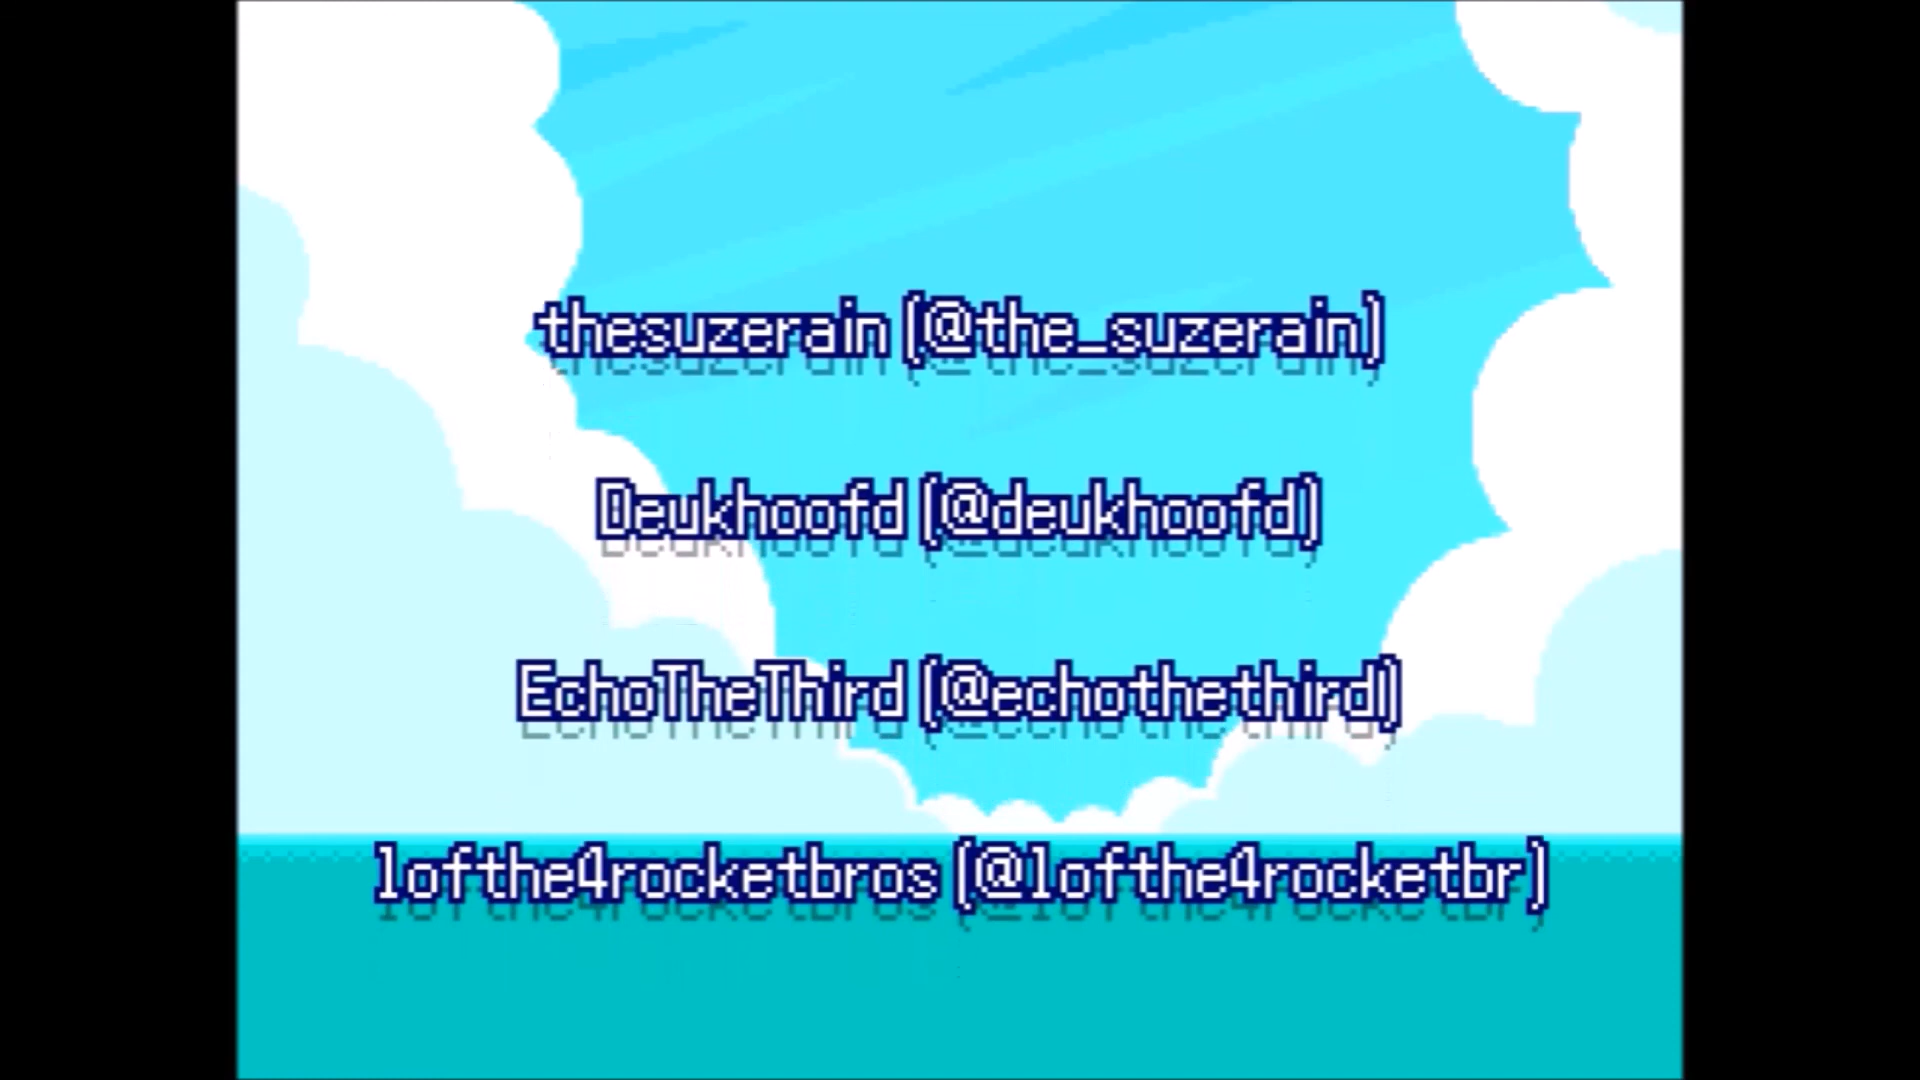 thesuzerain (@the_suzerain)
Deukhoofd (@deukhoofd)
EchoTheThird (@echothethird)
1ofthe4rocketbros (@1ofthe4rocketbr)